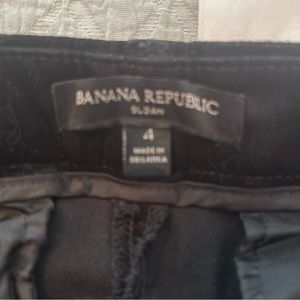 BANANA REPUBLIC
SLOAN
4
MADE IN
SRI LANKA